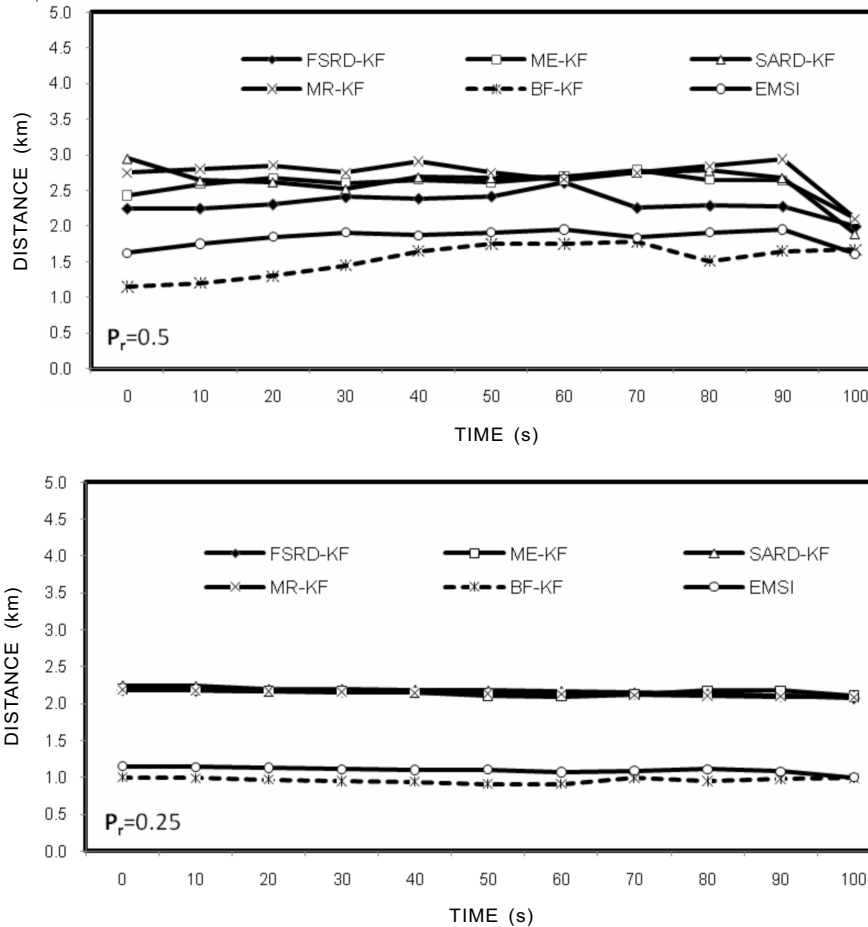 5.0
4.5
4.0
3.5
3.0
2.5
2.0
1.5
1.0
0.5
0.0
DISTANCE (km)
FSRD-KF ME-KF SARD-KF
MR-KF BF-KF EMSI
Pr=0.5
0 10 20 30 40 50 60 70 80 90 100
TIME (s)
5.0
4.5
4.0
3.5
3.0
2.5
2.0
1.5
1.0
0.5
0.0
DISTANCE (km)
FSRD-KF ME-KF SARD-KF
MR-KF BF-KF EMSI
Pr=0.25
0 10 20 30 40 50 60 70 80 90 100
TIME (s)